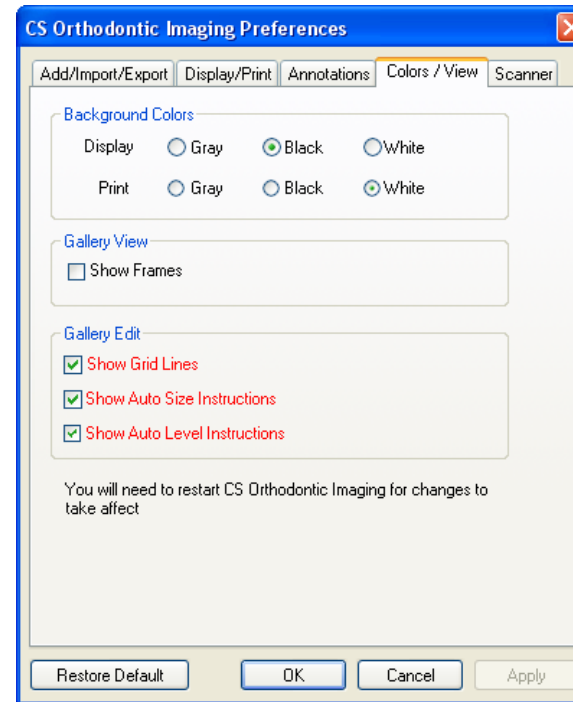 CS Orthodontic Imaging Preferences
Add/Import/Export Display/Print Annotations Colors / View Scanner
Background Colors
Display Gray Black White
Print Gray Black White
Gallery View
Show Frames
Gallery Edit
Show Grid Lines
Show Auto Size Instructions
Show Auto Level Instructions
You will need to restart CS Orthodontic Imaging for changes to
take affect
Restore Default OK Cancel Apply